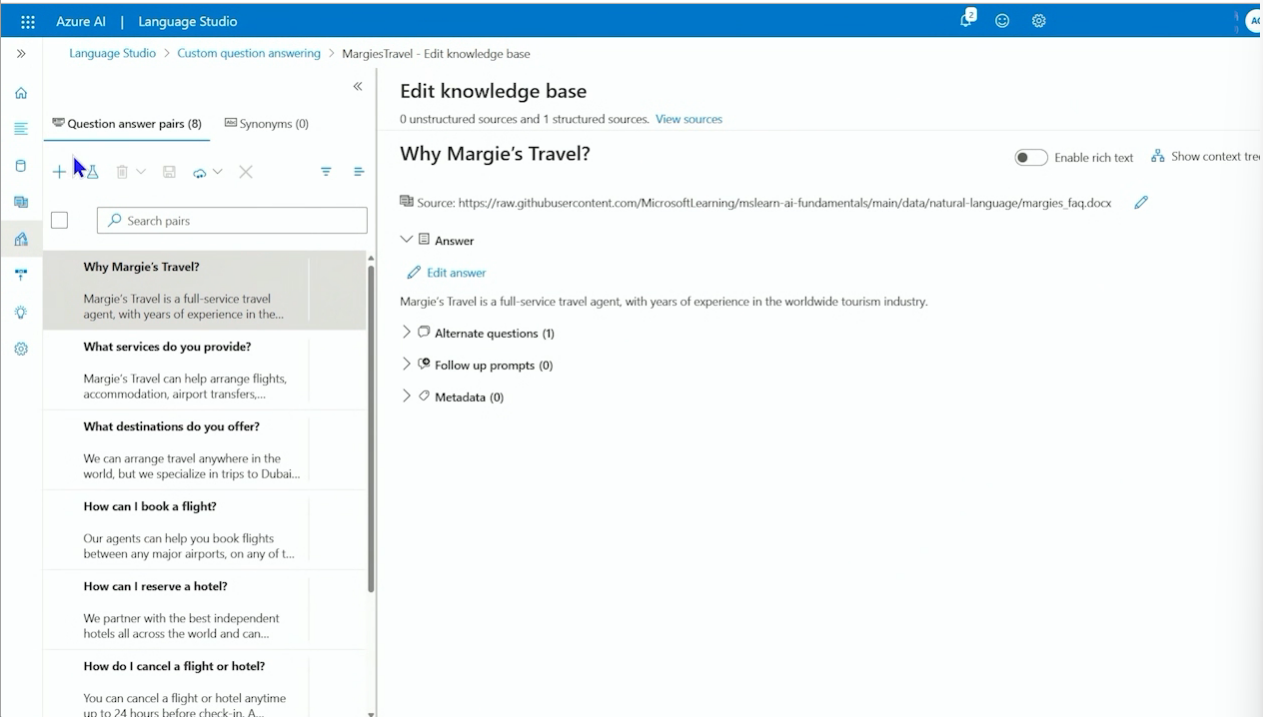 Azure AI | Language Studio
2
AC
Language Studio > Custom question answering > MargiesTravel - Edit knowledge base
Question answer pairs (8)
Synonyms (0)
Search pairs
Why Margie's Travel?
Margie's Travel is a full-service travel
agent, with years of experience in the...
What services do you provide?
Margie's Travel can help arrange flights,
accommodation, airport transfers,...
What destinations do you offer?
We can arrange travel anywhere in the
world, but we specialize in trips to Dubai...
How can I book a flight?
Our agents can help you book flights
between any major airports, on any of t...
How can I reserve a hotel?
We partner with the best independent
hotels all across the world and can...
How do I cancel a flight or hotel?
You can cancel a flight or hotel anytime
up to 24 hours before check-in. A...
Edit knowledge base
0 unstructured sources and 1 structured sources. View sources
Why Margie's Travel?
Enable rich text
Show context tree
Source: https://raw.githubusercontent.com/MicrosoftLearning/mslearn-ai-fundamentals/main/data/natural-language/margies_faq.docx
Answer
Edit answer
Margie's Travel is a full-service travel agent, with years of experience in the worldwide tourism industry.
Alternate questions (1)
Follow up prompts (0)
Metadata (0)